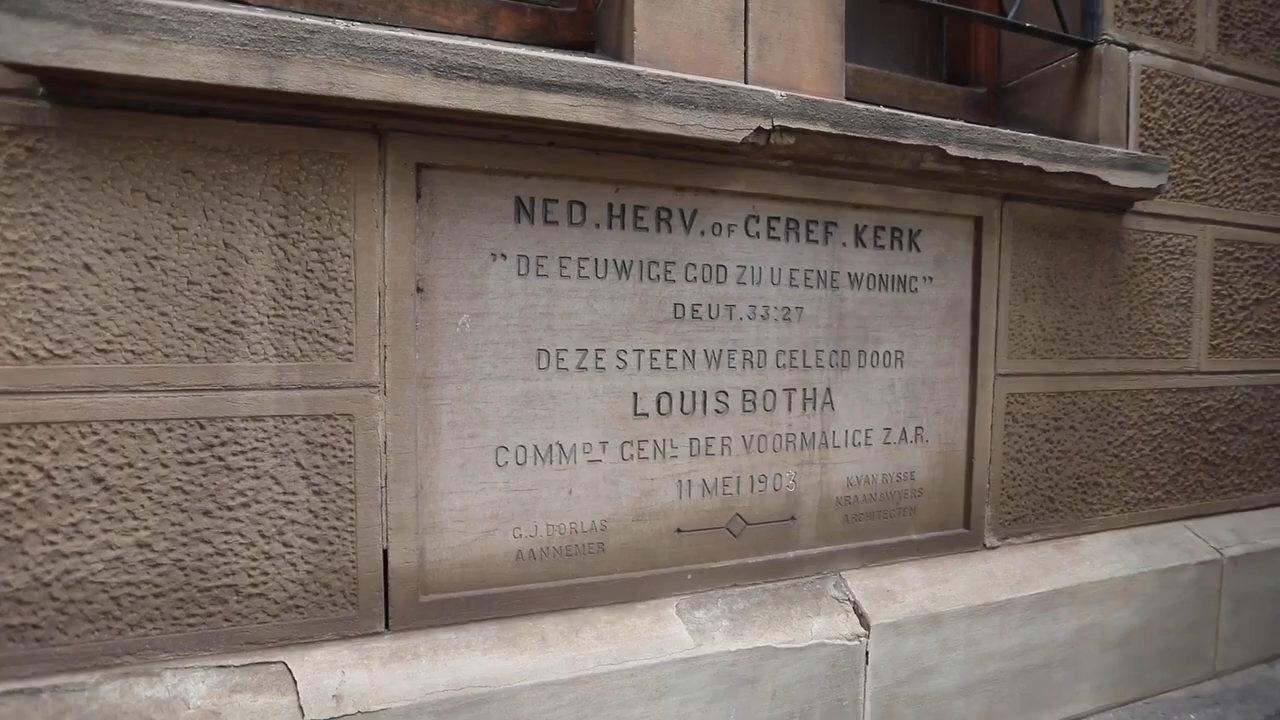 NED. HERV. OF GEREF. KERK
"DE EEUWIGE GOD ZIJ U EENE WONING"
DEUT. 33:27
DEZE STEEN WERD GELEGD DOOR
LOUIS BOTHA
COMMDT GENL DER VOORMALIGE Z.A.R.
11 MEI 1903
K. VAN RYSSE
KRAAN & WYERS
ARCHITECTEN
G.J. DORLAS
AANNEMER